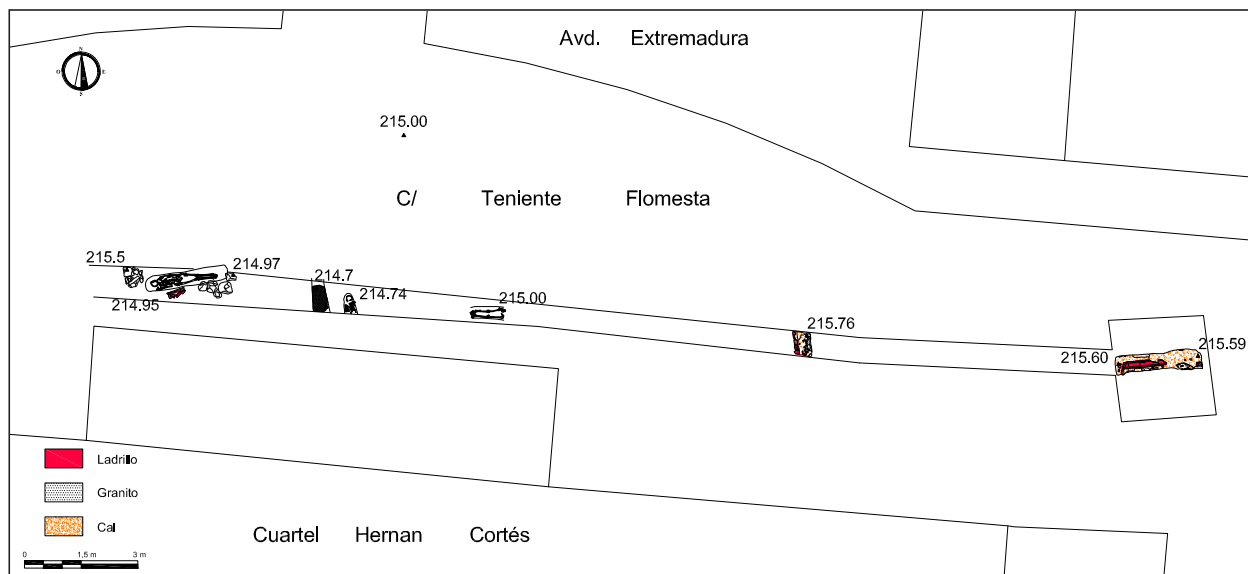 Avd. Extremadura
N
O E
S
215.00
C/ Teniente Flomesta
215.5
214.97
214.7
214.74
215.00
214.95
215.76
215.60
215.59
Ladrillo
Granito
Cal
Cuartel Hernan Cortés
0 1,5 m 3 m